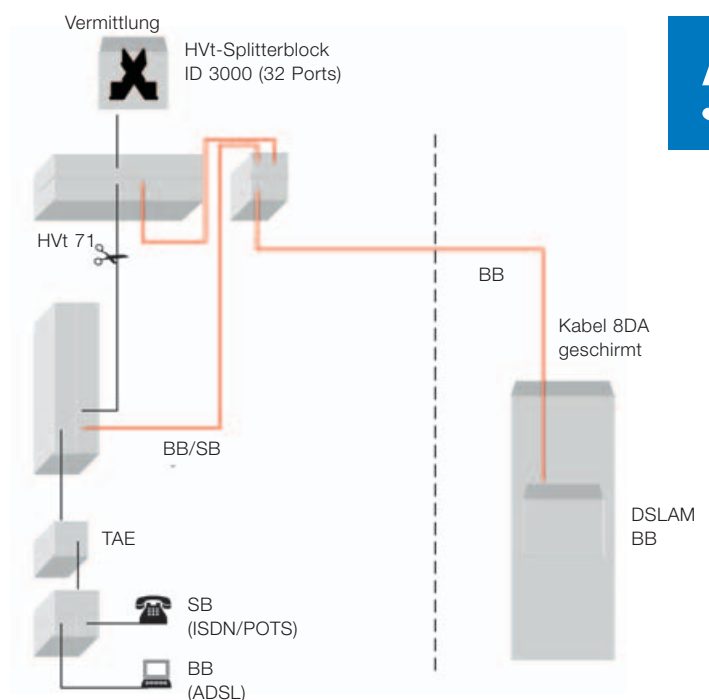 Vermittlung
HVt-Splitterblock
ID 3000 (32 Ports)
HVt 71
BB
Kabel 8DA
geschirmt
BB/SB
DSLAM
BB
TAE
SB
(ISDN/POTS)
BB
(ADSL)